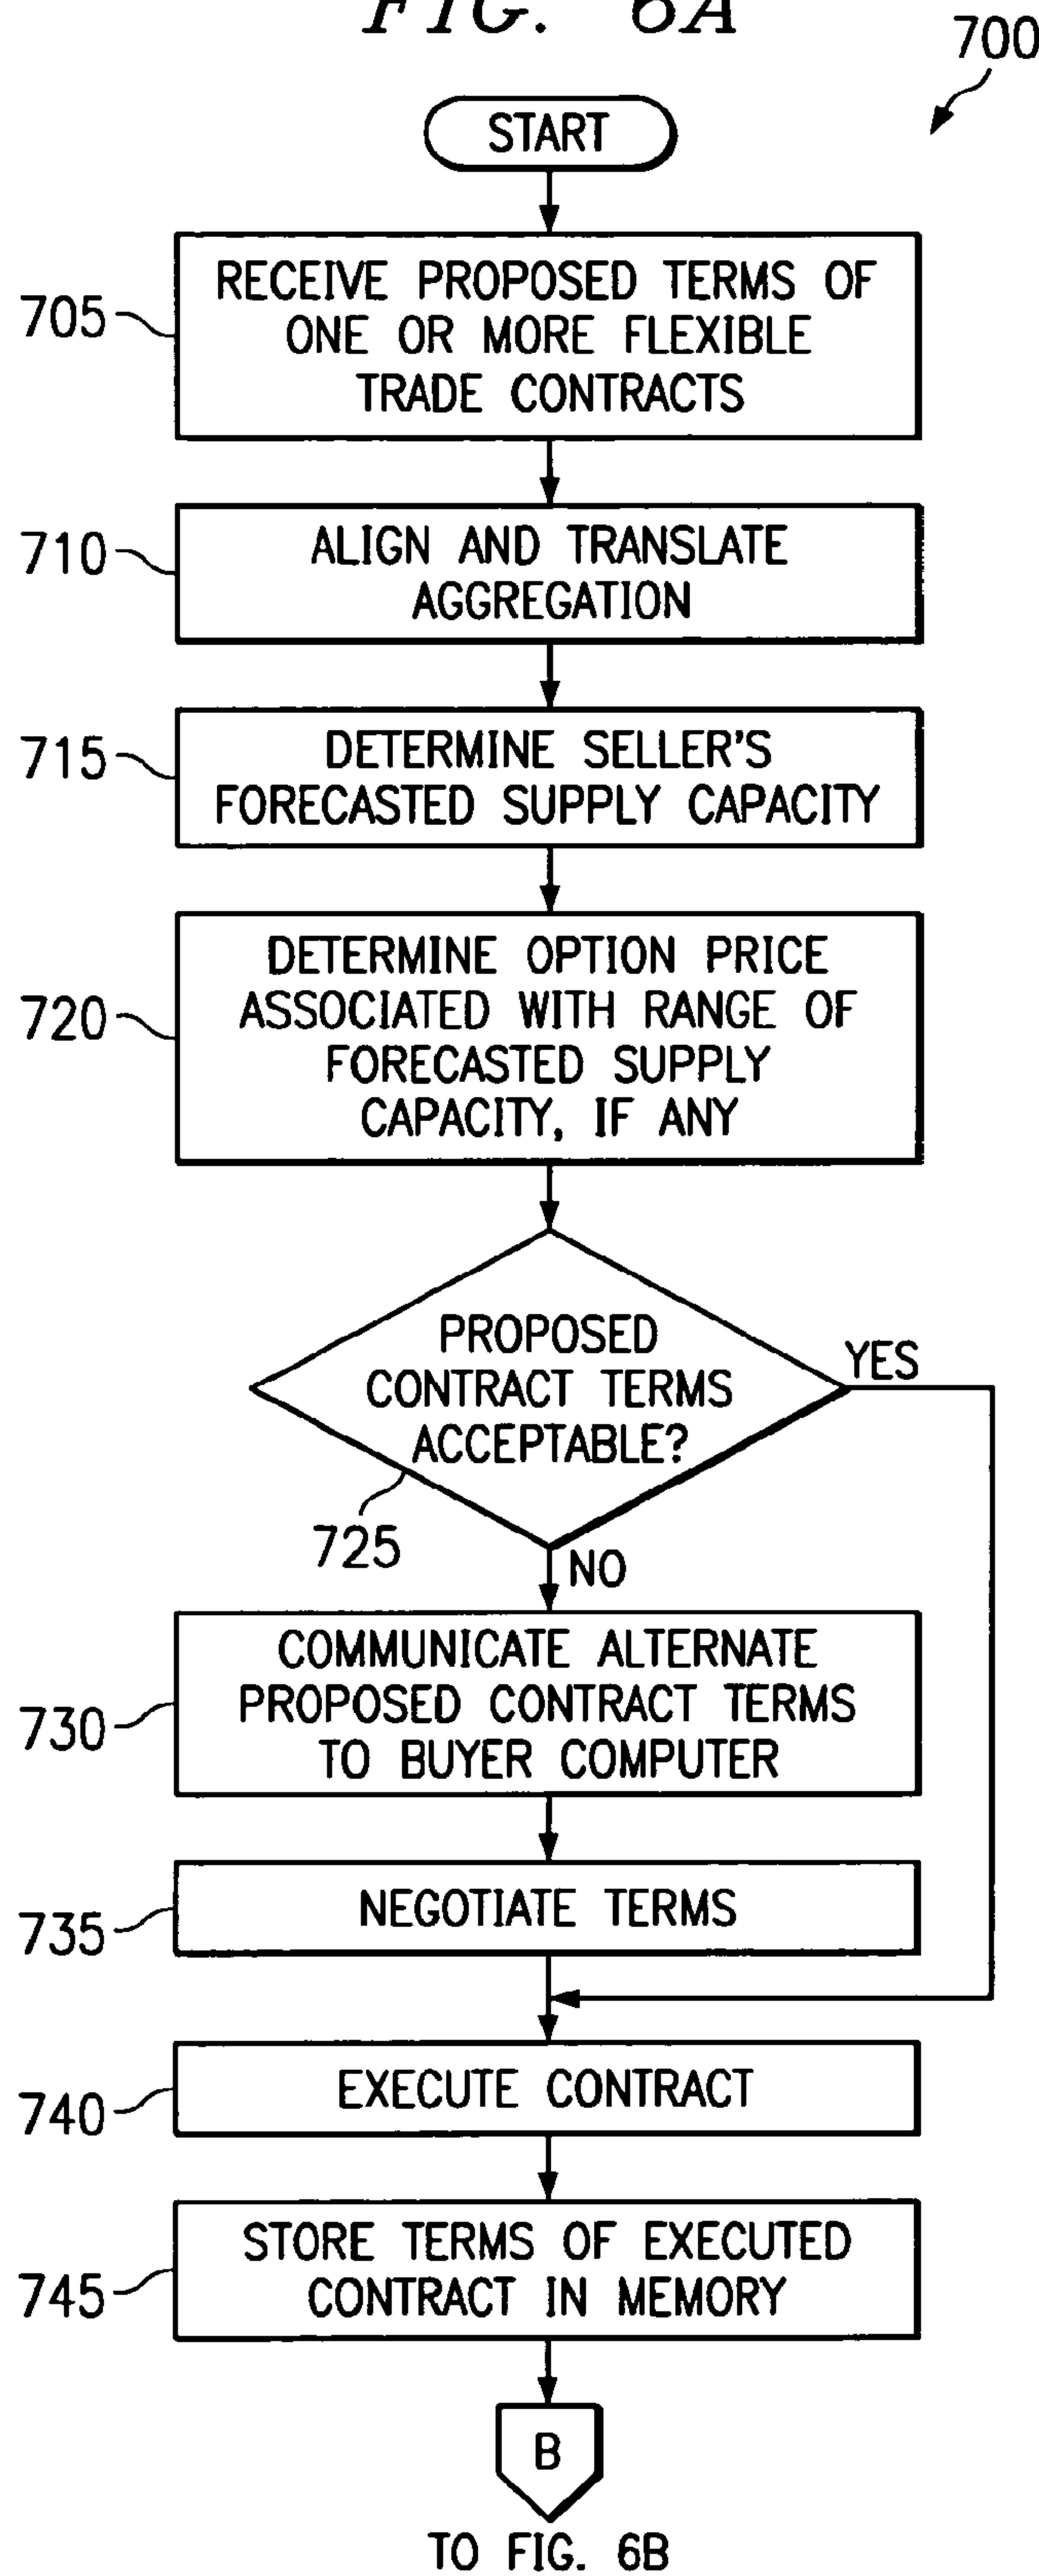 FIG. 6A
700
START
705
RECEIVE PROPOSED TERMS OF
ONE OR MORE FLEXIBLE
TRADE CONTRACTS
710
ALIGN AND TRANSLATE
AGGREGATION
715
DETERMINE SELLER'S
FORECASTED SUPPLY CAPACITY
720
DETERMINE OPTION PRICE
ASSOCIATED WITH RANGE OF
FORECASTED SUPPLY
CAPACITY, IF ANY
PROPOSED
CONTRACT TERMS
ACCEPTABLE?
YES
725
NO
730
COMMUNICATE ALTERNATE
PROPOSED CONTRACT TERMS
TO BUYER COMPUTER
735
NEGOTIATE TERMS
740
EXECUTE CONTRACT
745
STORE TERMS OF EXECUTED
CONTRACT IN MEMORY
B
TO FIG. 6B